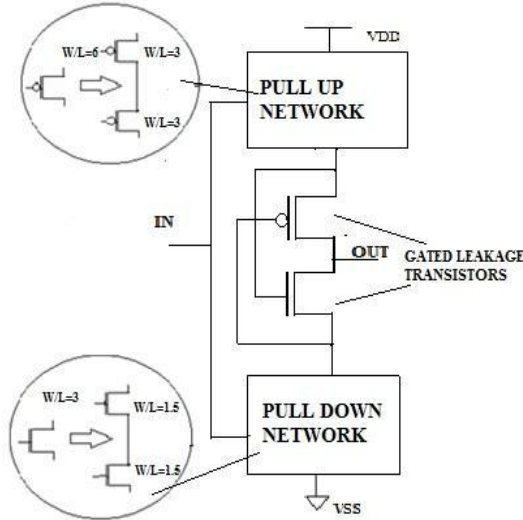 W/L=6
W/L=3
W/L=3
VDD
PULL UP
NETWORK
IN
OUT
GATED LEAKAGE
TRANSISTORS
W/L=3
W/L=1.5
W/L=1.5
PULL DOWN
NETWORK
VSS